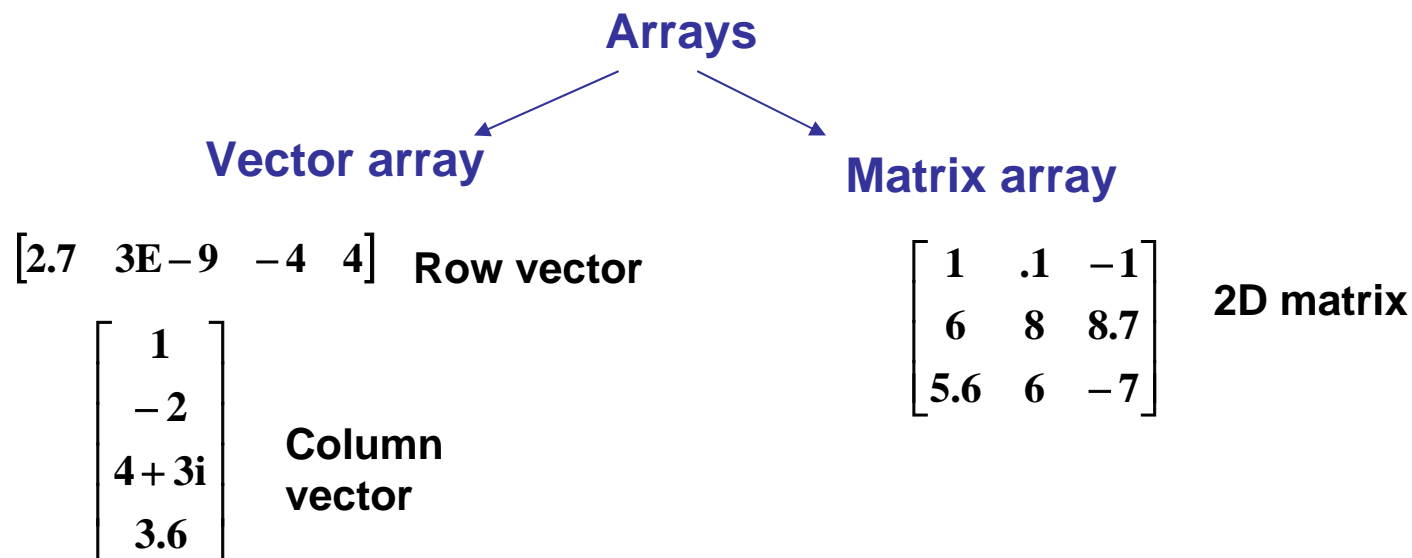 Arrays
Vector array
Matrix array
[2.7 3E−9 −4 4] Row vector
[1
−2
4+3i
3.6]
Column
vector
[1 .1 −1
6 8 8.7
5.6 6 −7]
2D matrix